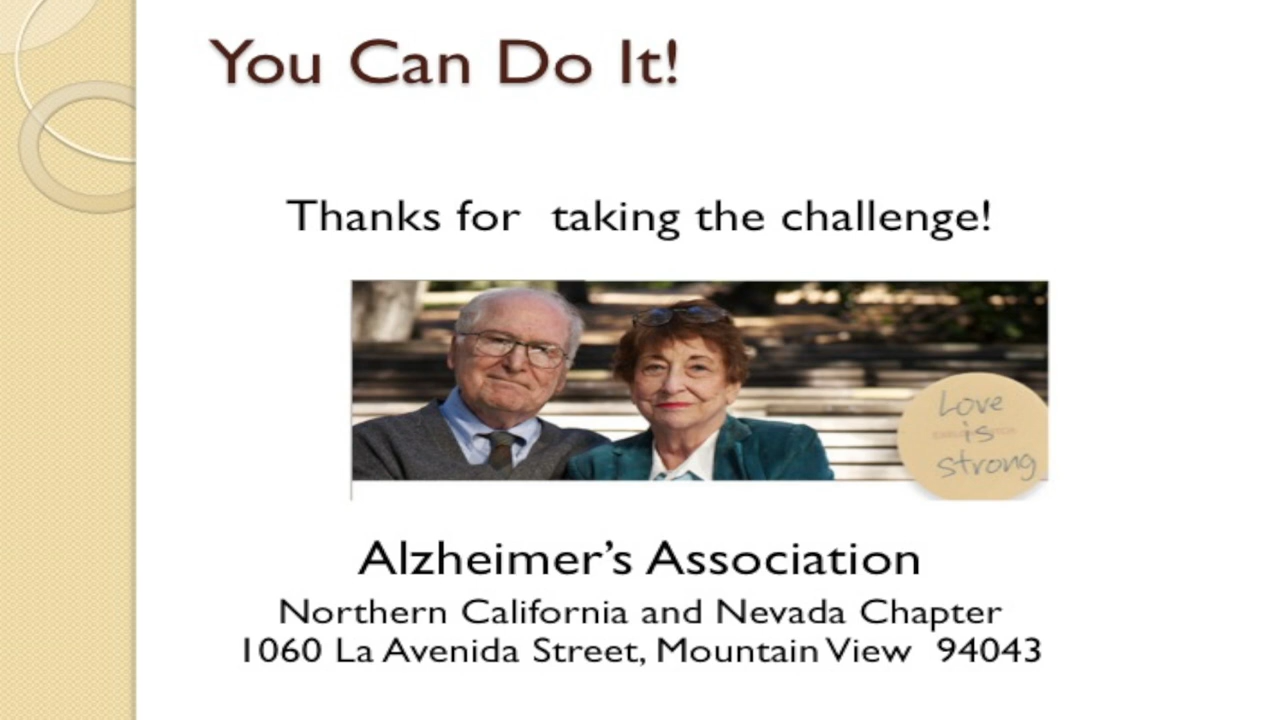 You Can Do It!
Thanks for  taking the challenge!
Love
is
strong
Alzheimer’s Association
Northern California and Nevada Chapter
1060 La Avenida Street, Mountain View  94043